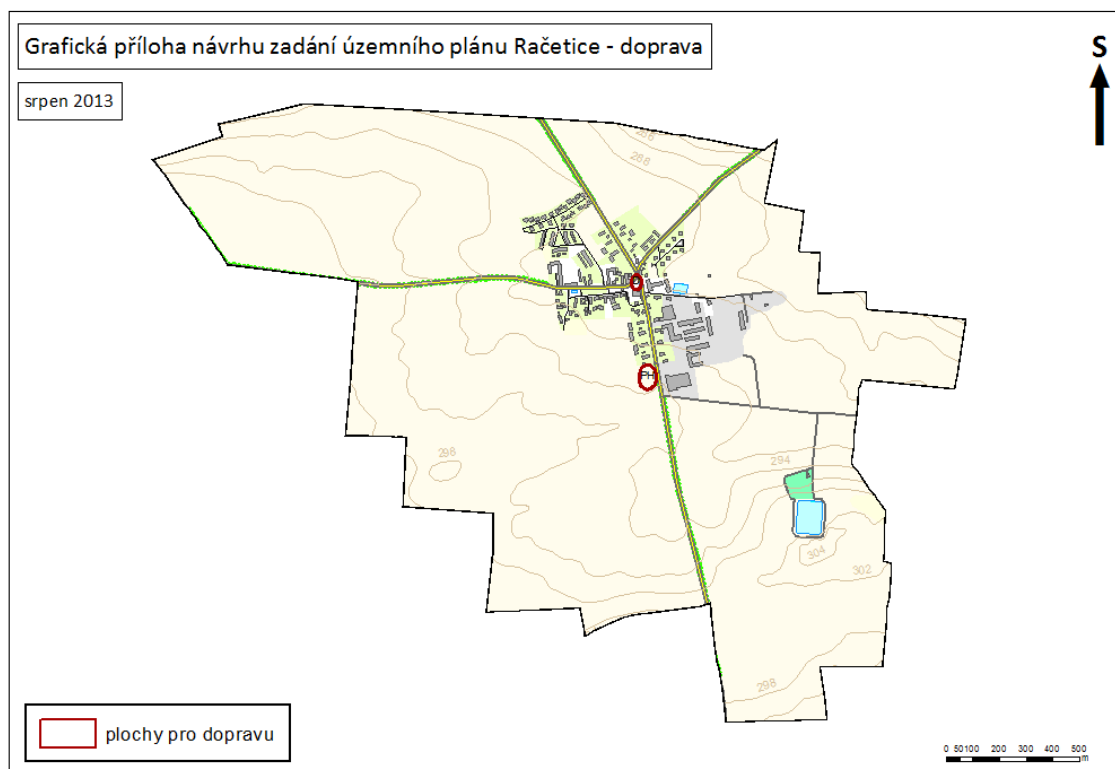 Grafická příloha návrhu zadání územního plánu Račetice - doprava
S
srpen 2013
288
PH
298
294
304
302
298
plochy pro dopravu
0 50100 200 300 400 500
m